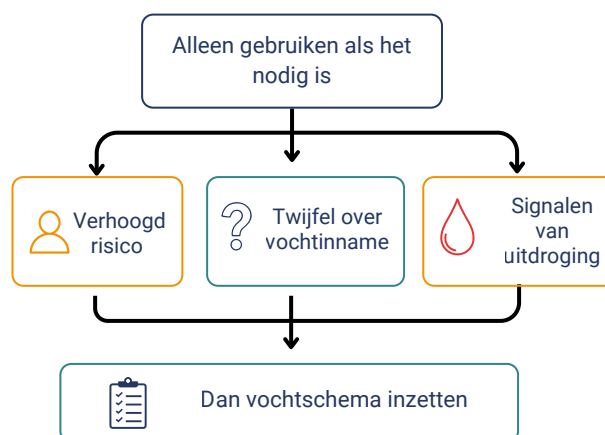 Alleen gebruiken als het
nodig is
Verhoogd
risico
Twijfel over
vochtinname
Signalen
van
uitdroging
Dan vochtschema inzetten